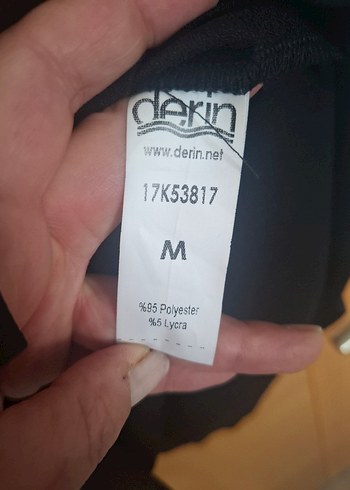 derin
www.derin.net
17K53817
M
%95 Polyester
%5 Lycra